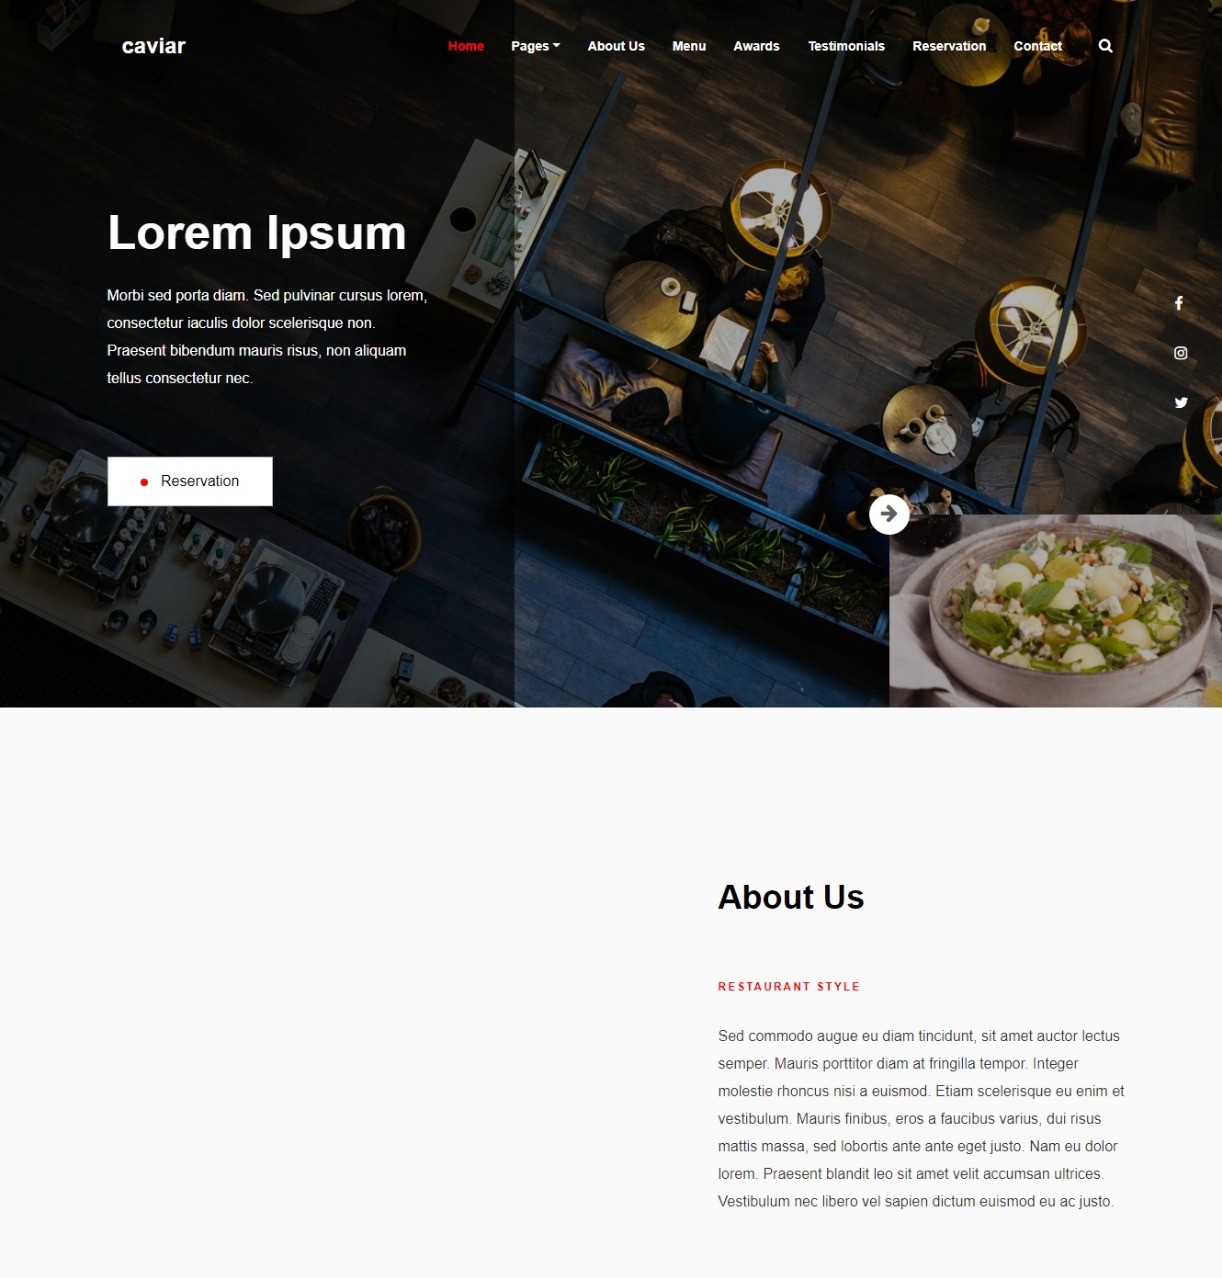 caviar
Home Pages About Us Menu Awards Testimonials Reservation Contact
Lorem Ipsum
Morbi sed porta diam. Sed pulvinar cursus lorem,
consectetur iaculis dolor scelerisque non.
Praesent bibendum mauris risus, non aliquam
tellus consectetur nec.
Reservation
About Us
RESTAURANT STYLE
Sed commodo augue eu diam tincidunt, sit amet auctor lectus
semper. Mauris porttitor diam at fringilla tempor. Integer
molestie rhoncus nisi a euismod. Etiam scelerisque eu enim et
vestibulum. Mauris finibus, eros a faucibus varius, dui risus
mattis massa, sed lobortis ante ante eget justo. Nam eu dolor
lorem. Praesent blandit leo sit amet velit accumsan ultrices.
Vestibulum nec libero vel sapien dictum euismod eu ac justo.